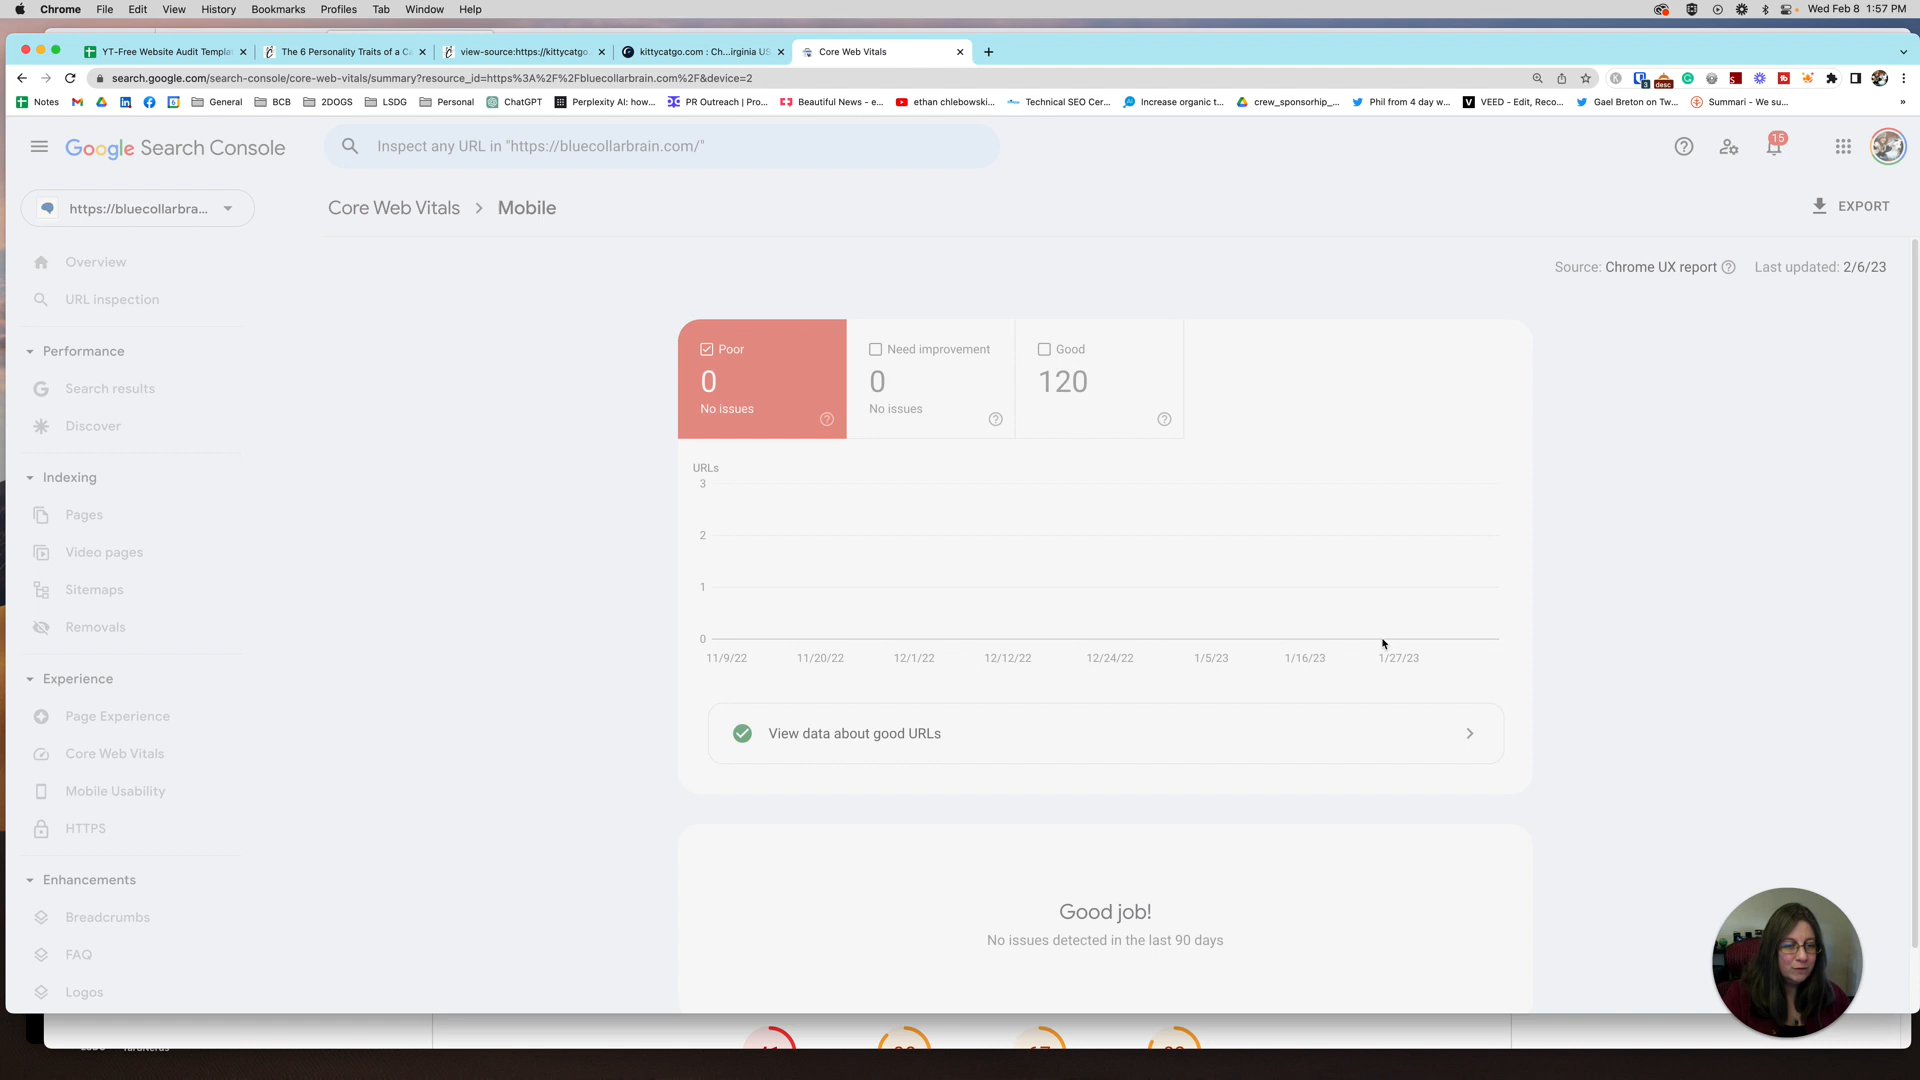 Chrome File Edit View History Bookmarks Profiles Tab Window Help Wed Feb 8 1:57 PM
YT-Free Website Audit Templa The 6 Personality Traits of a Ca view-source:https://kittycatgo. kittycatgo.com : Ch...irginia US Core Web Vitals
search.google.com/search-console/core-web-vitals/summary?resource_id=https%3A%2F%2Fbluecollarbrain.com%2F&device=2
Notes General BCB 2DOGS LSDG Personal ChatGPT Perplexity AI: how... PR Outreach | Pro... Beautiful News - e... ethan chlebowski... Technical SEO Cer... Increase organic t... crew_sponsorhip_... Phil from 4 day w... VEED - Edit, Reco... Gael Breton on Tw... Summari - We su... »
Google Search Console
Inspect any URL in "https://bluecollarbrain.com/"
15
https://bluecollarbra...
Core Web Vitals > Mobile
EXPORT
Overview
URL inspection
Performance
Search results
Discover
Indexing
Pages
Video pages
Sitemaps
Removals
Experience
Page Experience
Core Web Vitals
Mobile Usability
HTTPS
Enhancements
Breadcrumbs
FAQ
Logos
Source: Chrome UX report Last updated: 2/6/23
Poor
0
No issues
Need improvement
0
No issues
Good
120
URLs
3
2
1
0
11/9/22 11/20/22 12/1/22 12/12/22 12/24/22 1/5/23 1/16/23 1/27/23
View data about good URLs
Good job!
No issues detected in the last 90 days